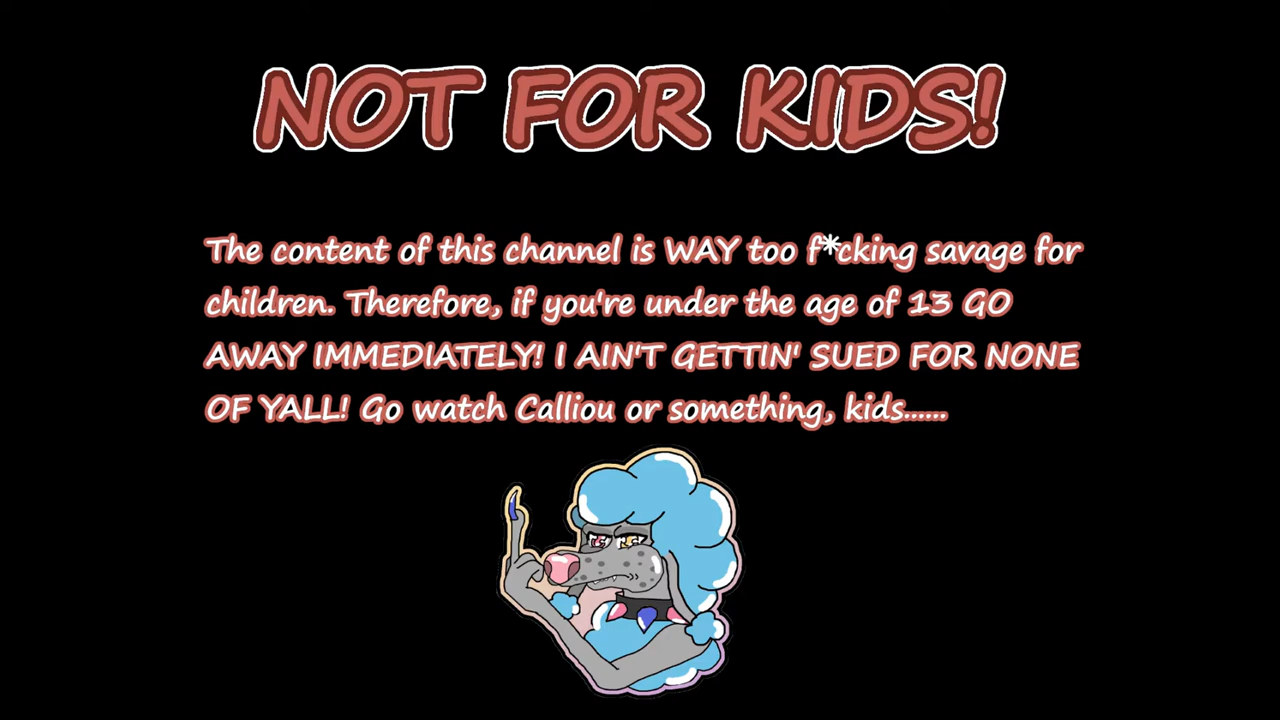 NOT FOR KIDS!
The content of this channel is WAY too f*cking savage for
children. Therefore, if you're under the age of 13 GO
AWAY IMMEDIATELY! I AIN'T GETTIN' SUED FOR NONE
OF YALL! Go watch Calliou or something, kids......